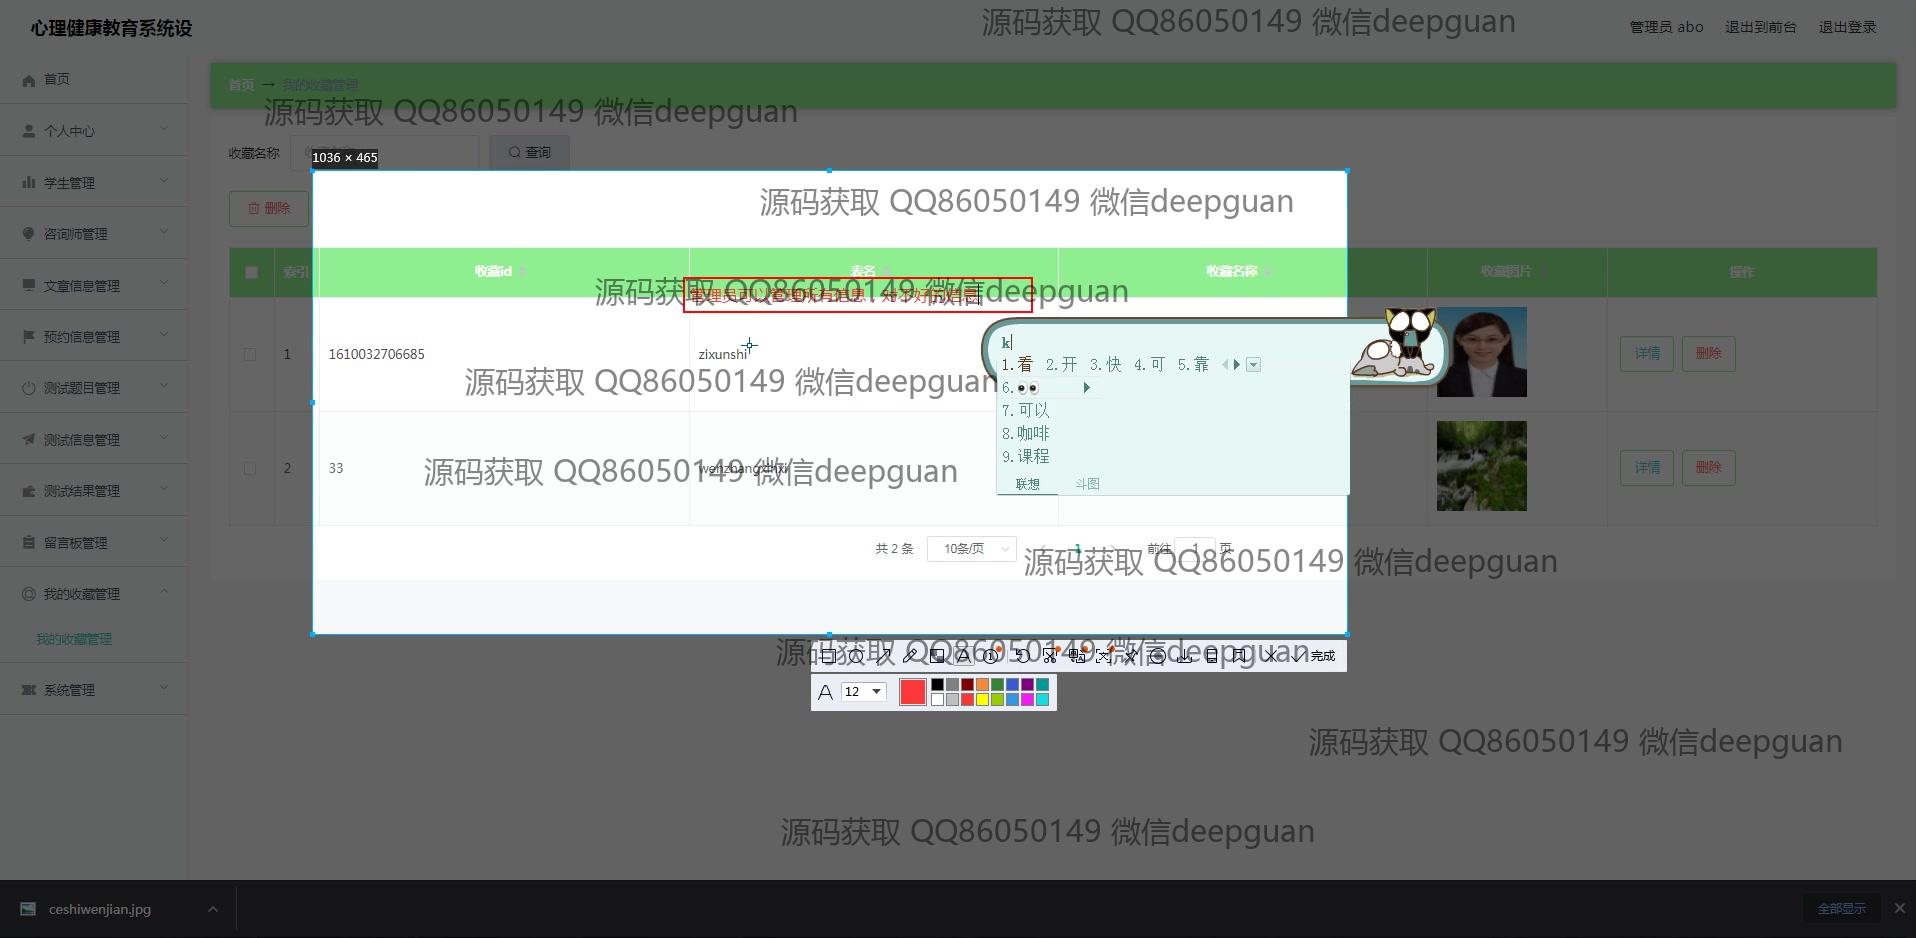 心理健康教育系统设
源码获取 QQ86050149 微信deepguan
管理员 abo 退出到前台 退出登录
首页
个人中心
学生管理
咨询师管理
文章信息管理
预约信息管理
测试题目管理
测试信息管理
测试结果管理
留言板管理
我的收藏管理
我的收藏管理
系统管理
首页 → 我的收藏管理
源码获取 QQ86050149 微信deepguan
收藏名称 查询
1036 × 465
源码获取 QQ86050149 微信deepguan
删除
索引 收藏id 表名 收藏名称 收藏图片 操作
源码获取 QQ86050149 微信deepguan
管理员可以管理所有信息，对不好的信息
1 1610032706685 zixunshi 详情 删除
源码获取 QQ86050149 微信deepguan
k
1.看 2.开 3.快 4.可 5.靠
6.
7.可以
8.咖啡
9.课程
联想 斗图
2 33 wenzhangxinxi 详情 删除
源码获取 QQ86050149 微信deepguan
共 2 条 10条/页 1 前往 1 页
源码获取 QQ86050149 微信deepguan
源码获取 QQ86050149 微信deepguan
完成
A 12
源码获取 QQ86050149 微信deepguan
源码获取 QQ86050149 微信deepguan
ceshiwenjian.jpg 全部显示